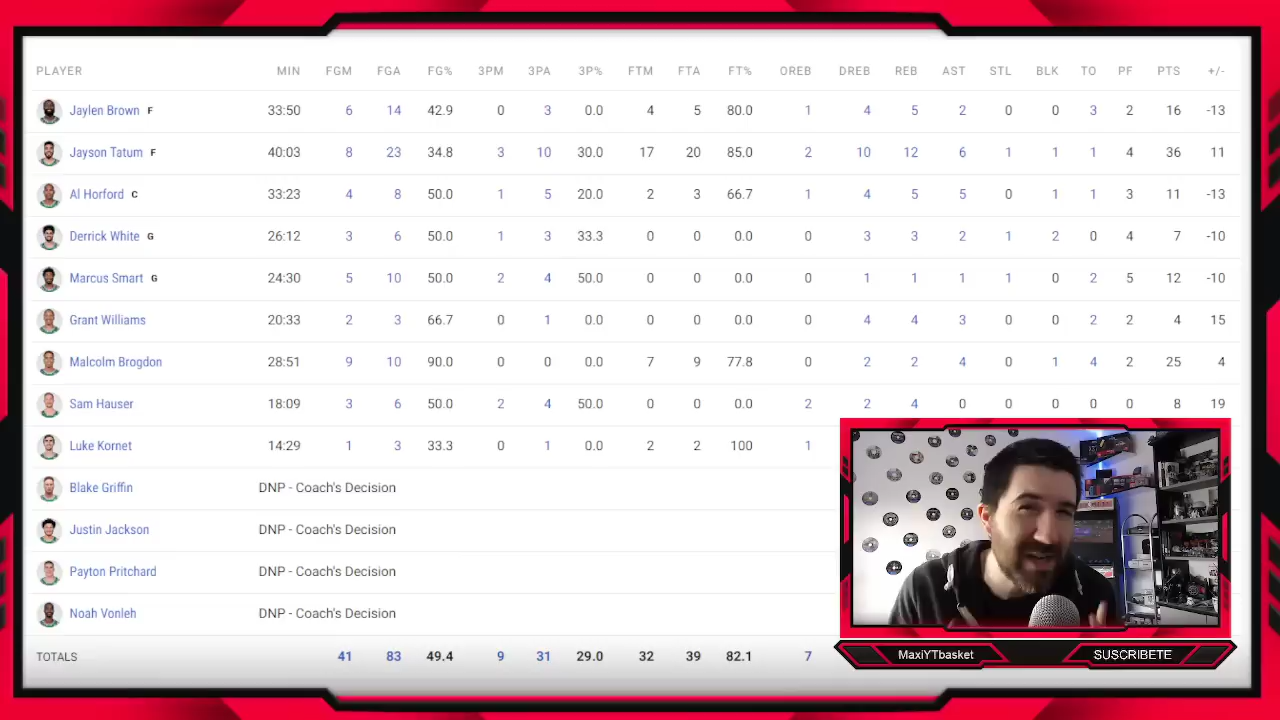 PLAYER MIN FGM FGA FG% 3PM 3PA 3P% FTM FTA FT% OREB DREB REB AST STL BLK TO PF PTS +/-
Jaylen Brown F 33:50 6 14 42.9 0 3 0.0 4 5 80.0 1 4 5 2 0 0 3 2 16 -13
Jayson Tatum F 40:03 8 23 34.8 3 10 30.0 17 20 85.0 2 10 12 6 1 1 1 4 36 11
Al Horford C 33:23 4 8 50.0 1 5 20.0 2 3 66.7 1 4 5 5 0 1 1 3 11 -13
Derrick White G 26:12 3 6 50.0 1 3 33.3 0 0 0.0 0 3 3 2 1 2 0 4 7 -10
Marcus Smart G 24:30 5 10 50.0 2 4 50.0 0 0 0.0 0 1 1 1 1 0 2 5 12 -10
Grant Williams 20:33 2 3 66.7 0 1 0.0 0 0 0.0 0 4 4 3 0 0 2 2 4 15
Malcolm Brogdon 28:51 9 10 90.0 0 0 0.0 7 9 77.8 0 2 2 4 0 1 4 2 25 4
Sam Hauser 18:09 3 6 50.0 2 4 50.0 0 0 0.0 2 2 4 0 0 0 0 0 8 19
Luke Kornet 14:29 1 3 33.3 0 1 0.0 2 2 100 1
Blake Griffin DNP - Coach's Decision
Justin Jackson DNP - Coach's Decision
Payton Pritchard DNP - Coach's Decision
Noah Vonleh DNP - Coach's Decision
TOTALS 41 83 49.4 9 31 29.0 32 39 82.1 7
MaxiYTbasket SUSCRIBETE